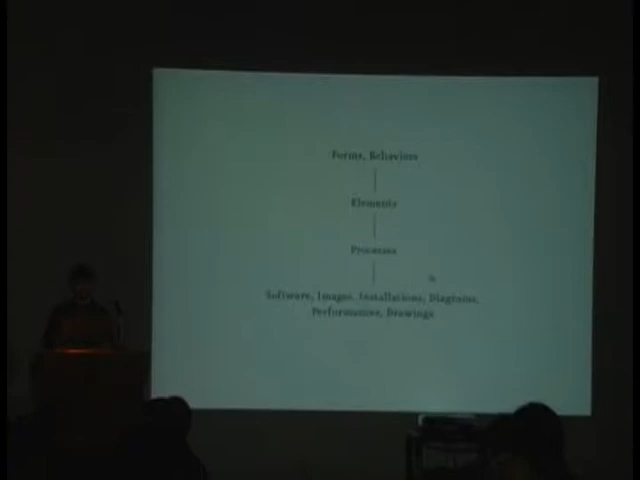 Forms, Behaviors
Elements
Processes
Software, Images, Installations, Diagrams,
Performances, Drawings